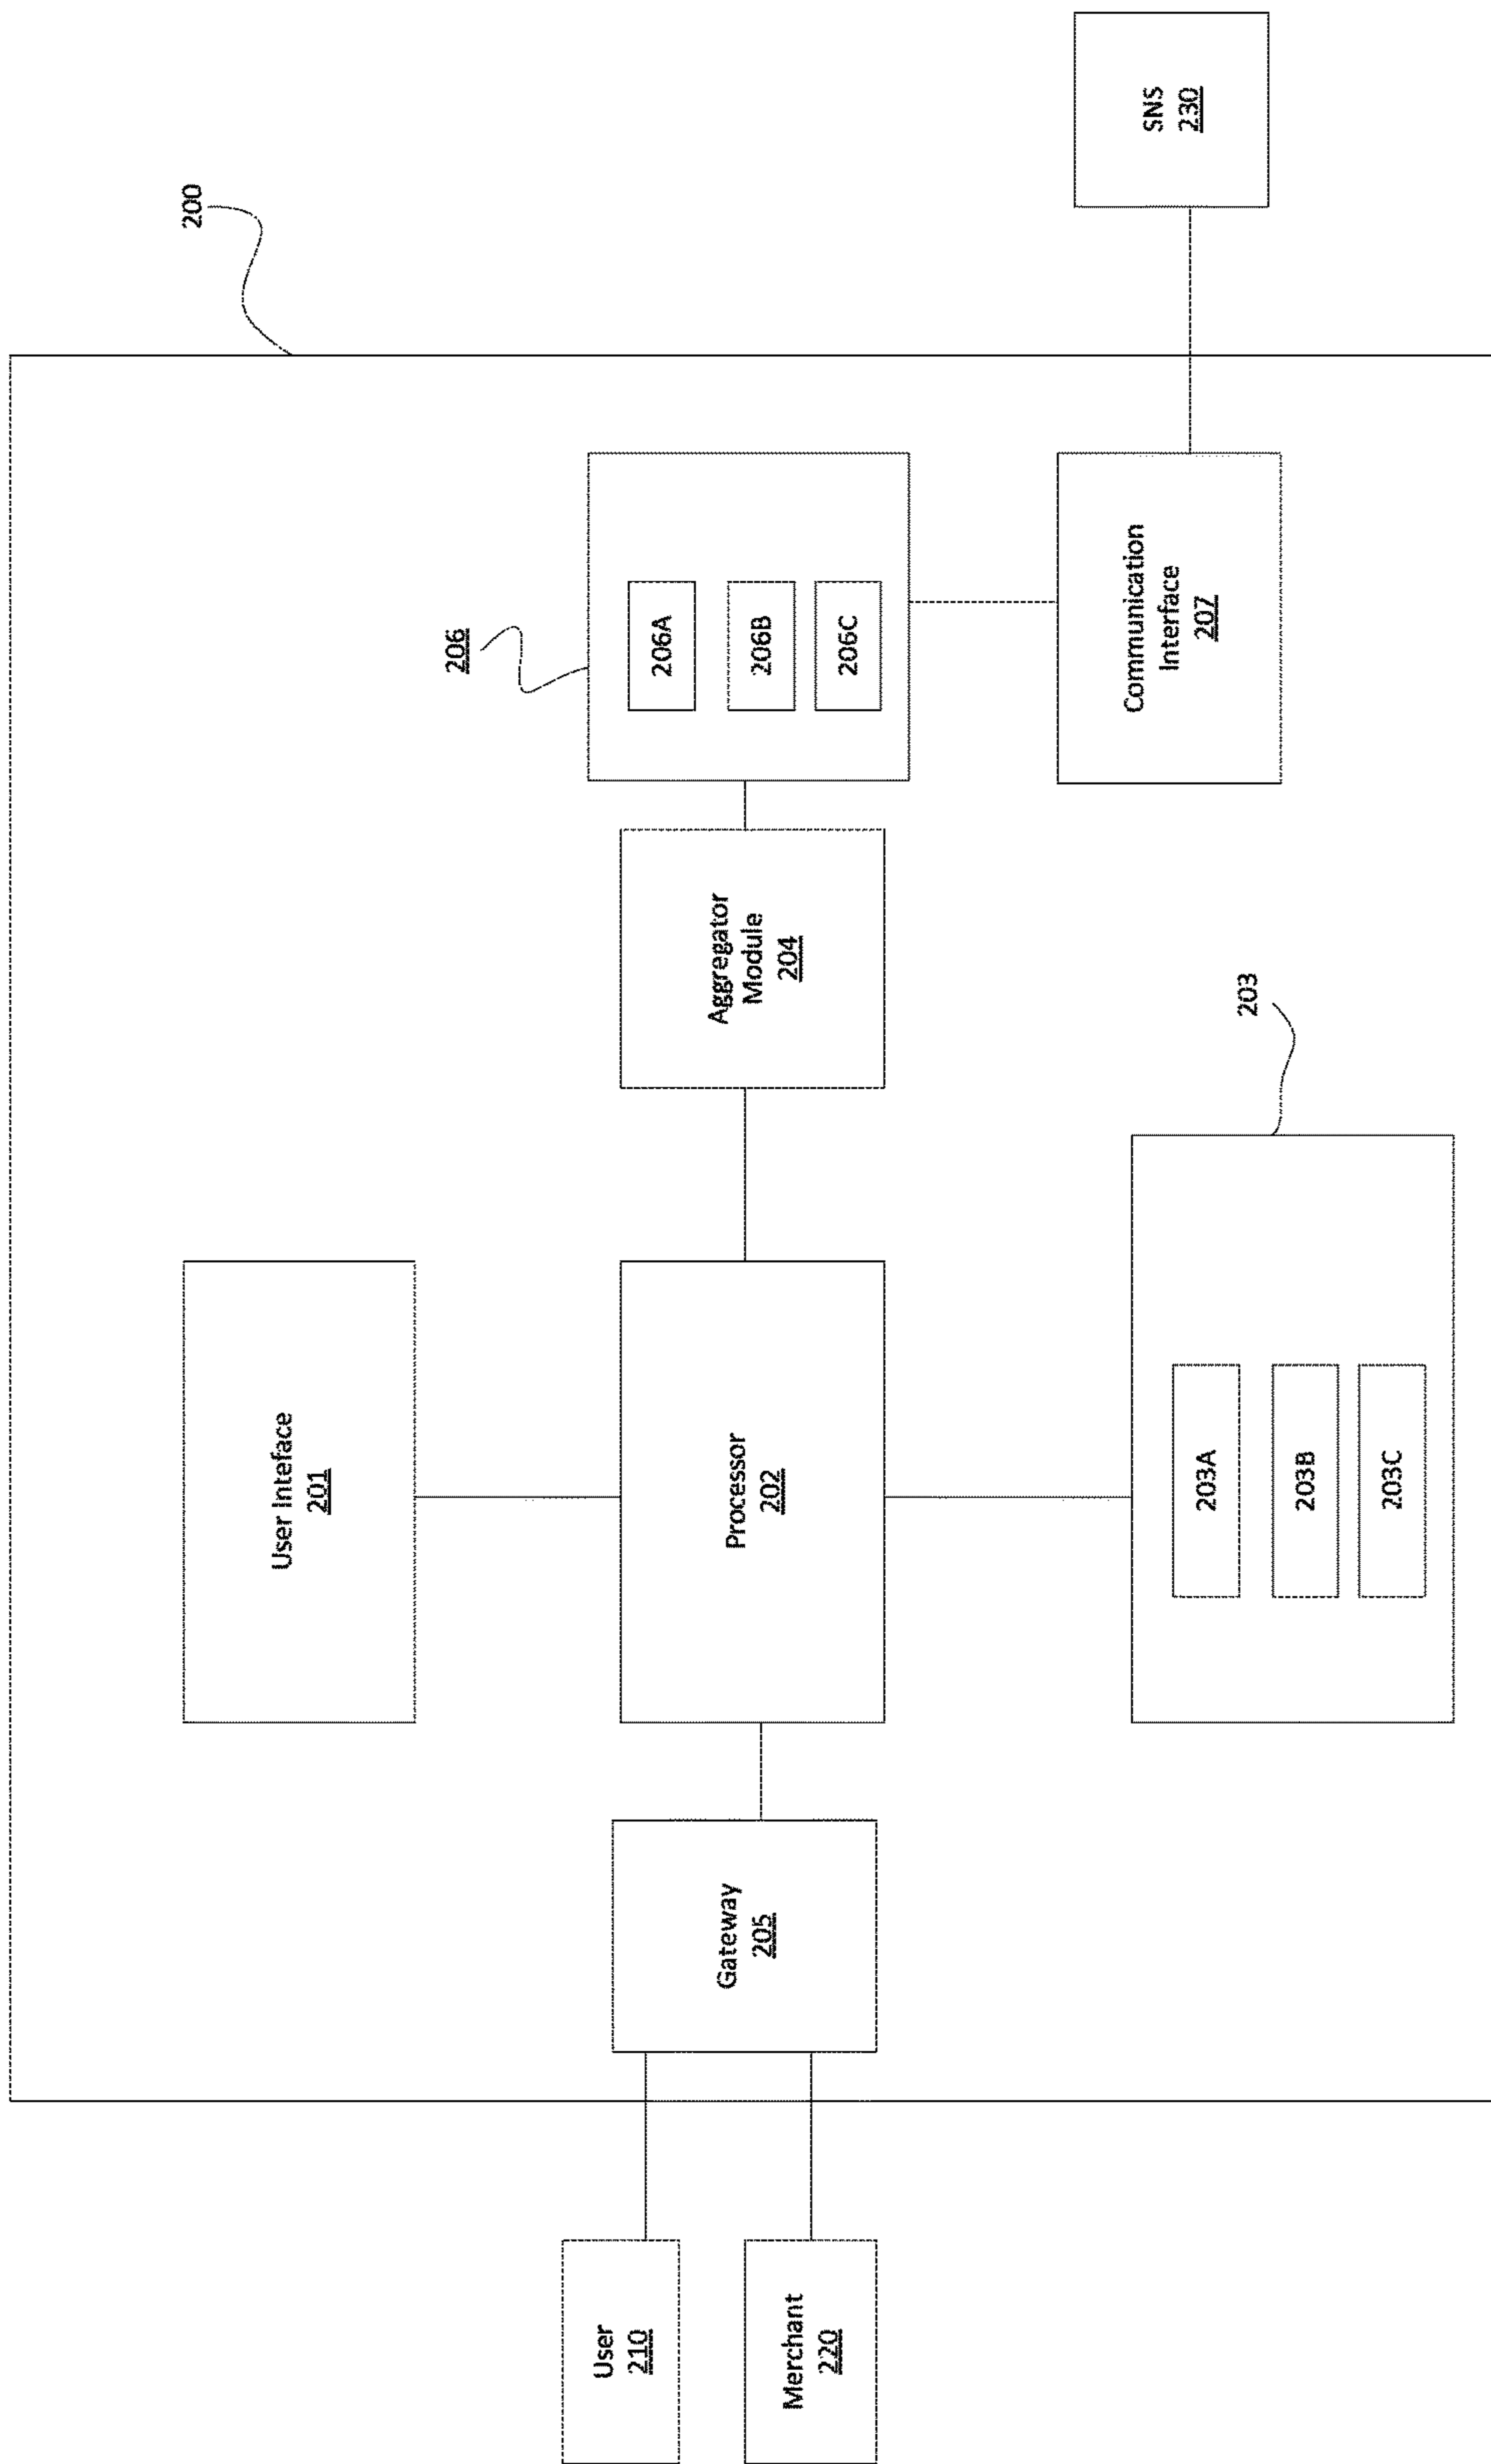 200
User Inteface
201
User
210
Merchant
220
Gateway
205
Processor
202
Aggregator
Module
204
206
206A
206B
206C
SNS
230
Communication
Interface
207
203
203A
203B
203C